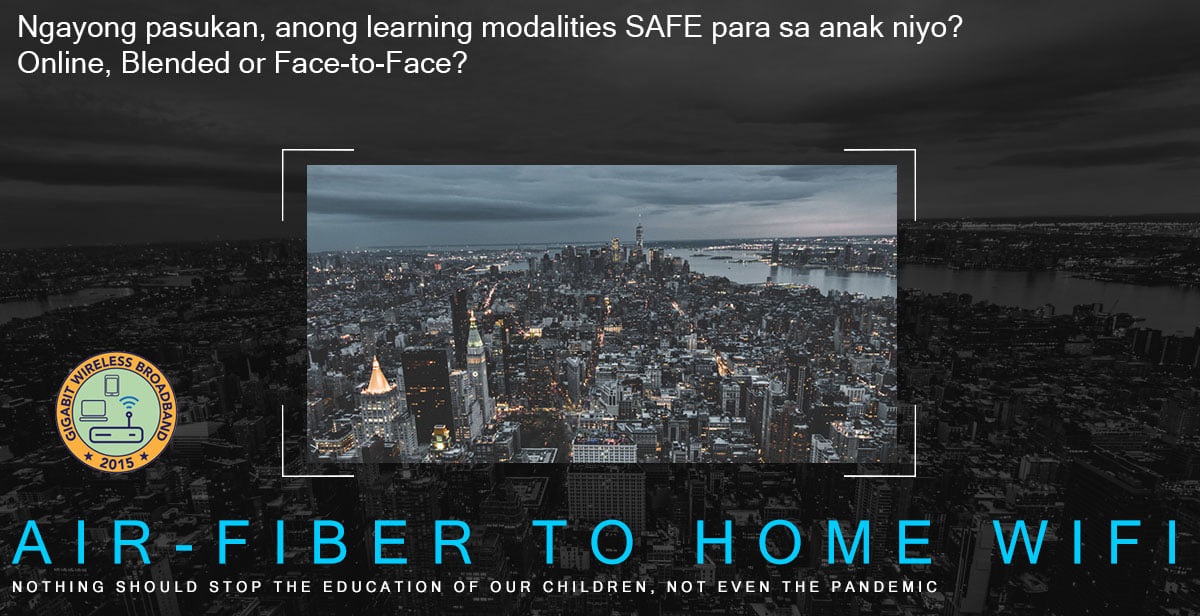 Ngayong pasukan, anong learning modalities SAFE para sa anak niyo?
Online, Blended or Face-to-Face?
GIGABIT WIRELESS BROADBAND
★ 2015 ★
AIR-FIBER TO HOME WIFI
NOTHING SHOULD STOP THE EDUCATION OF OUR CHILDREN, NOT EVEN THE PANDEMIC